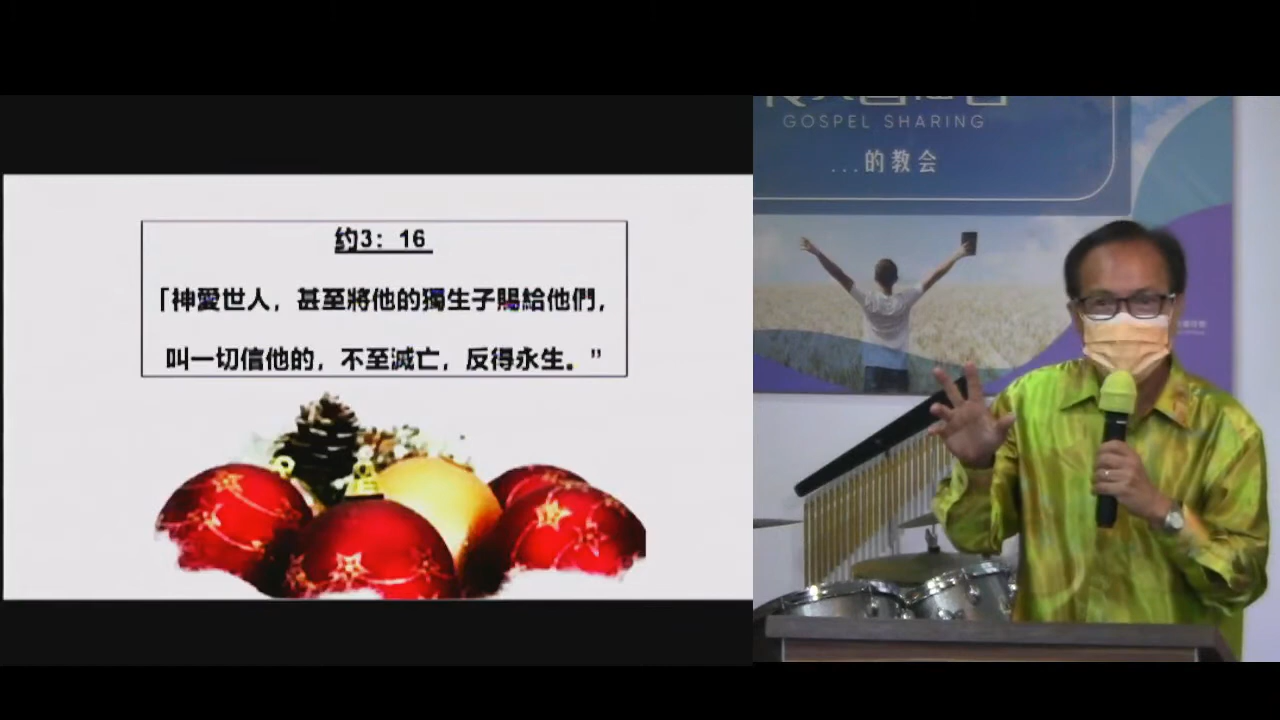 约3：16
「神愛世人，甚至將他的獨生子賜給他們，
叫一切信他的，不至滅亡，反得永生。”
GOSPEL SHARING
...的教会